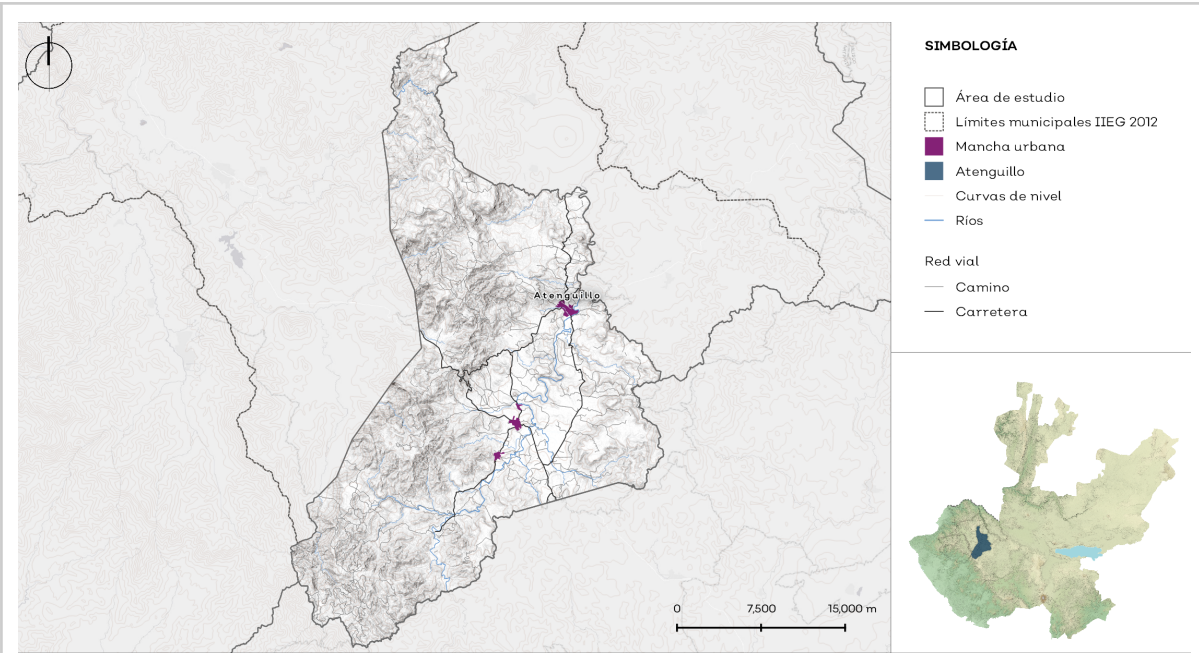 SIMBOLOGÍA
Área de estudio
Límites municipales IIEG 2012
Mancha urbana
Atenguillo
Curvas de nivel
Ríos
Red vial
Camino
Carretera
Atenguillo
0 7,500 15,000 m